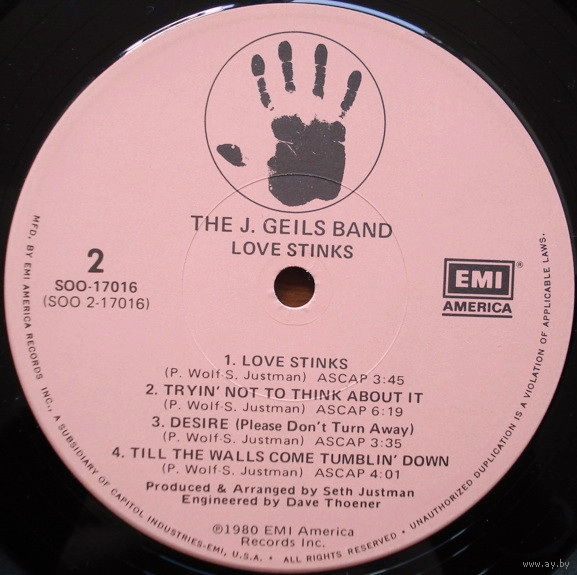 THE J. GEILS BAND
LOVE STINKS
2
SOO-17016
(SOO 2-17016)
EMI
®
AMERICA
1. LOVE STINKS
(P. Wolf-S. Justman) ASCAP 3:45
2. TRYIN' NOT TO THINK ABOUT IT
(P. Wolf-S. Justman) ASCAP 6:19
3. DESIRE (Please Don't Turn Away)
(P. Wolf-S. Justman) ASCAP 3:35
4. TILL THE WALLS COME TUMBLIN' DOWN
(P. Wolf-S. Justman) ASCAP 4:01
Produced & Arranged by Seth Justman
Engineered by Dave Thoener
℗1980 EMI America
Records Inc.
MFD. BY EMI AMERICA RECORDS, INC., A SUBSIDIARY OF CAPITOL INDUSTRIES-EMI, U.S.A. • ALL RIGHTS RESERVED • UNAUTHORIZED DUPLICATION IS A VIOLATION OF APPLICABLE LAWS.
www.ay.by